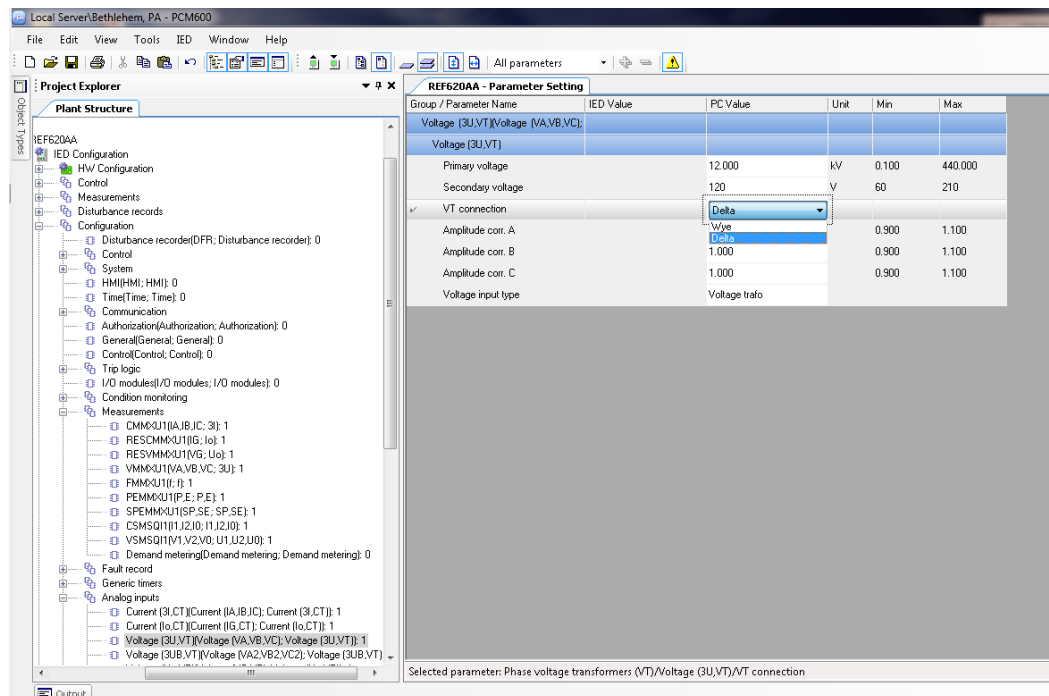 Local Server\Bethlehem, PA - PCM600
File Edit View Tools IED Window Help
All parameters
Object Types
Project Explorer
Plant Structure
REF620AA
IED Configuration
HW Configuration
Control
Measurements
Disturbance records
Configuration
Disturbance recorder(DFR; Disturbance recorder): 0
Control
System
HMI(HMI; HMI): 0
Time(Time; Time): 0
Communication
Authorization(Authorization; Authorization): 0
General(General; General): 0
Control(Control; Control): 0
Trip logic
I/O modules(I/O modules; I/O modules): 0
Condition monitoring
Measurements
CMMXU1(IA,IB,IC; 3I): 1
RESCMMXU1(IG; Io): 1
RESVMMXU1(VG; Uo): 1
VMMXU1(VA,VB,VC; 3U): 1
FMMXU1(f; f): 1
PEMMXU1(P,E; P,E): 1
SPEMMXU1(SP,SE; SP,SE): 1
CSMSQI1(I1,I2,I0; I1,I2,I0): 1
VSMSQI1(V1,V2,V0; U1,U2,U0): 1
Demand metering(Demand metering; Demand metering): 0
Fault record
Generic timers
Analog inputs
Current (3I,CT)(Current (IA,IB,IC); Current (3I,CT)): 1
Current (Io,CT)(Current (IG,CT); Current (Io,CT)): 1
Voltage (3U,VT)(Voltage (VA,VB,VC); Voltage (3U,VT)): 1
Voltage (3UB,VT)(Voltage (VA2,VB2,VC2); Voltage (3UB,VT)
Output
REF620AA - Parameter Setting
Group / Parameter Name IED Value PC Value Unit Min Max
Voltage (3U,VT)(Voltage (VA,VB,VC);
Voltage (3U,VT)
Primary voltage 12.000 kV 0.100 440.000
Secondary voltage 120 V 60 210
VT connection Delta
Wye
Delta
Amplitude corr. A 0.900 1.100
Amplitude corr. B 1.000 0.900 1.100
Amplitude corr. C 1.000 0.900 1.100
Voltage input type Voltage trafo
Selected parameter: Phase voltage transformers (VT)/Voltage (3U,VT)/VT connection